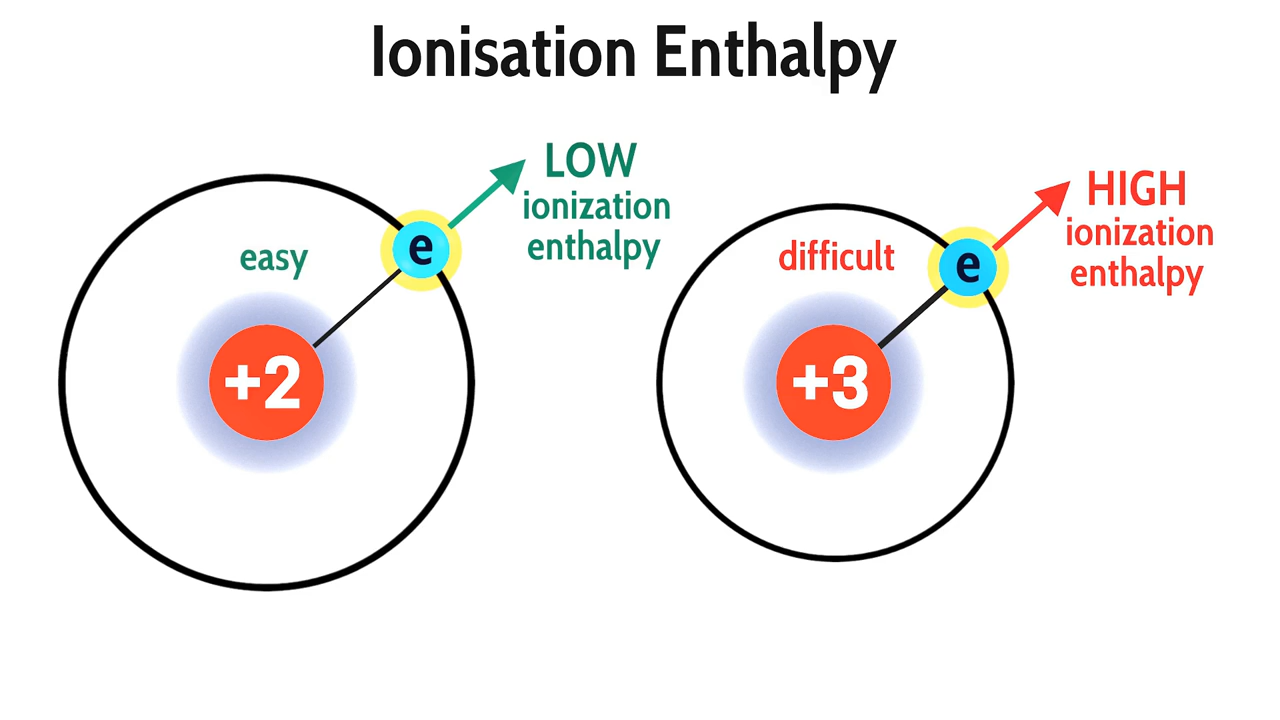 Ionisation Enthalpy
LOW
ionization
enthalpy
easy
e
+2
HIGH
ionization
enthalpy
difficult
e
+3